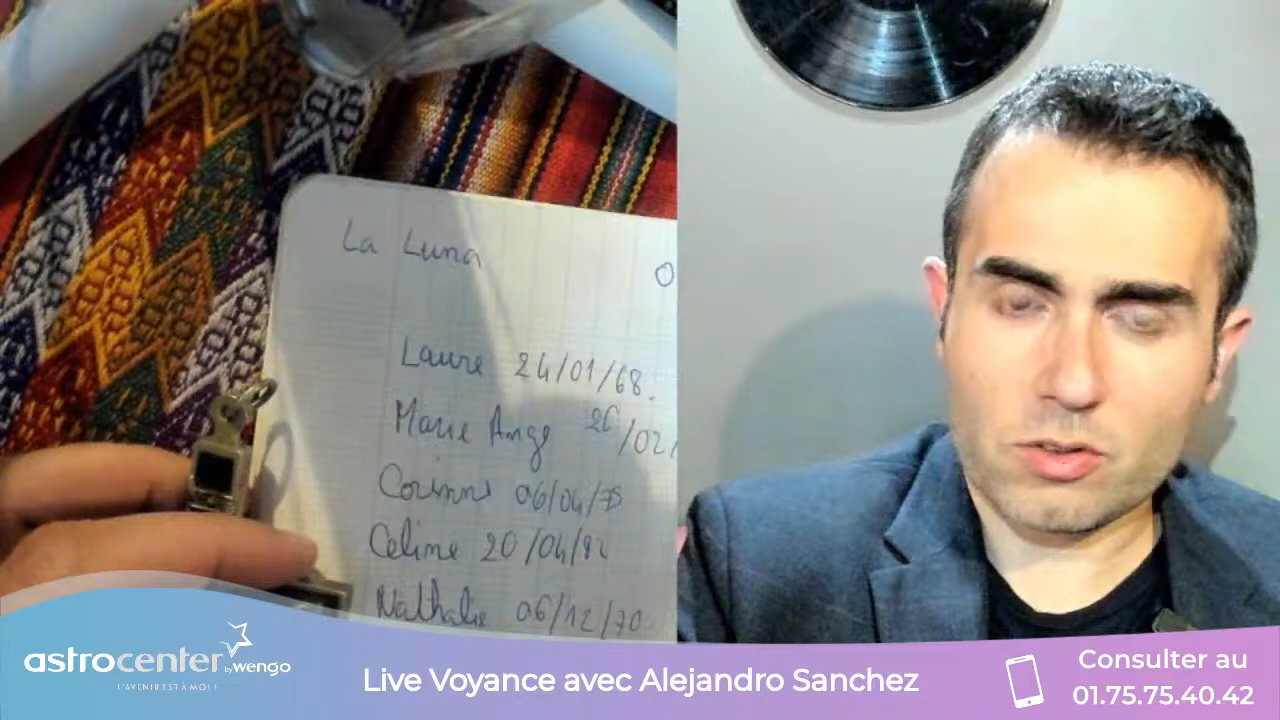 La Luna
Laure 24/01/68.
Marie Ange 26/02/
Corinne 06/04/75
Celine 20/04/82
Nathalie 06/12/70
astrocenter by wengo
L'AVENIR EST À MOI !
Live Voyance avec Alejandro Sanchez
Consulter au
01.75.75.40.42